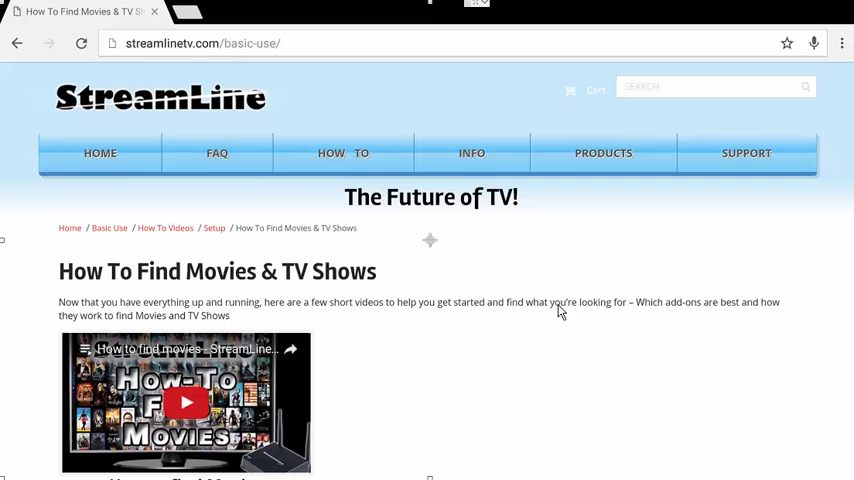 How To Find Movies & TV Sh
streamlinetv.com/basic-use/
StreamLine
Cart
SEARCH
HOME
FAQ
HOW TO
INFO
PRODUCTS
SUPPORT
The Future of TV!
Home / Basic Use / How To Videos / Setup / How To Find Movies & TV Shows
How To Find Movies & TV Shows
Now that you have everything up and running, here are a few short videos to help you get started and find what you're looking for – Which add-ons are best and how
they work to find Movies and TV Shows
How to find movies - StreamLine...
How-To
Movies